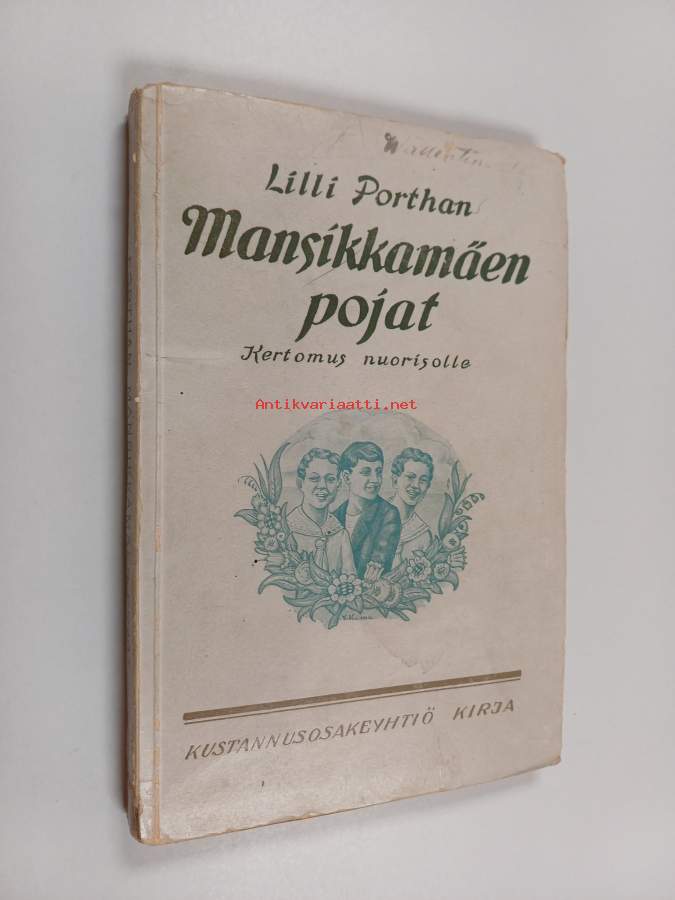 Lilli Porthan
Mansikkamäen
pojat
Kertomus nuorisolle
Antikvariaatti.net
KUSTANNUSOSAKEYHTIÖ KIRJA